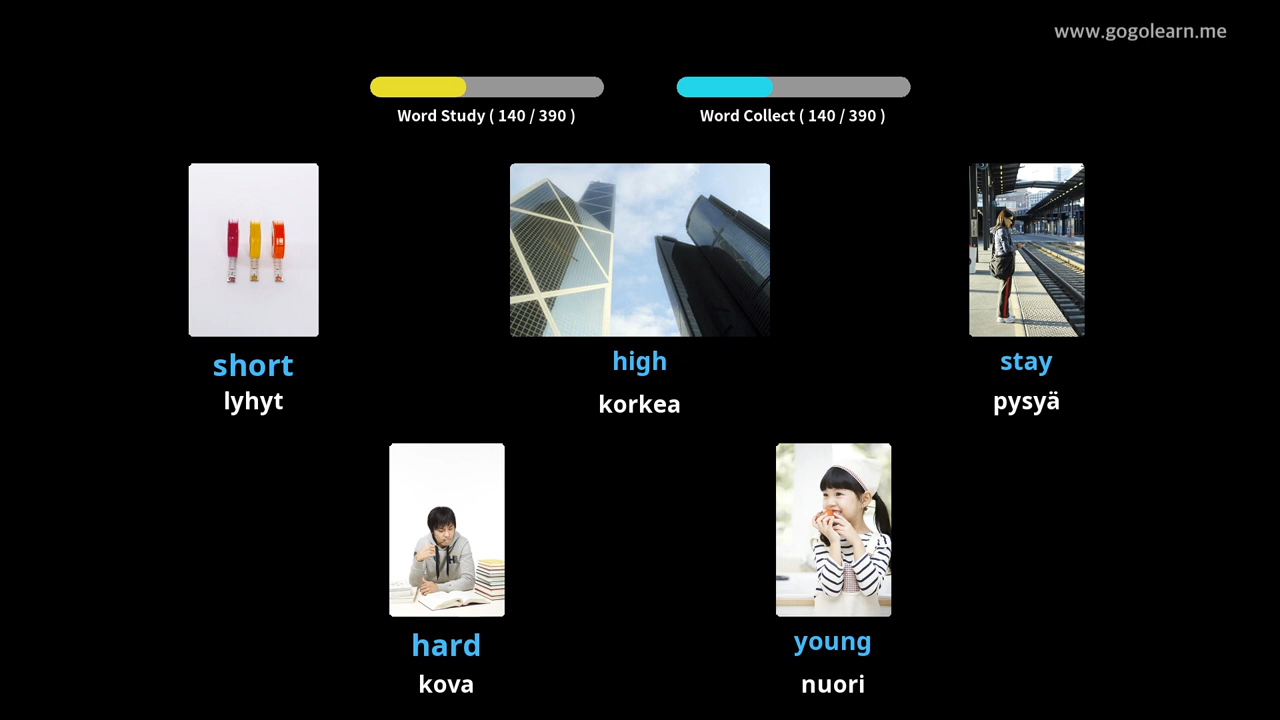 www.gogolearn.me
Word Study ( 140 / 390 )
Word Collect ( 140 / 390 )
short
lyhyt
high
korkea
stay
pysyä
hard
kova
young
nuori